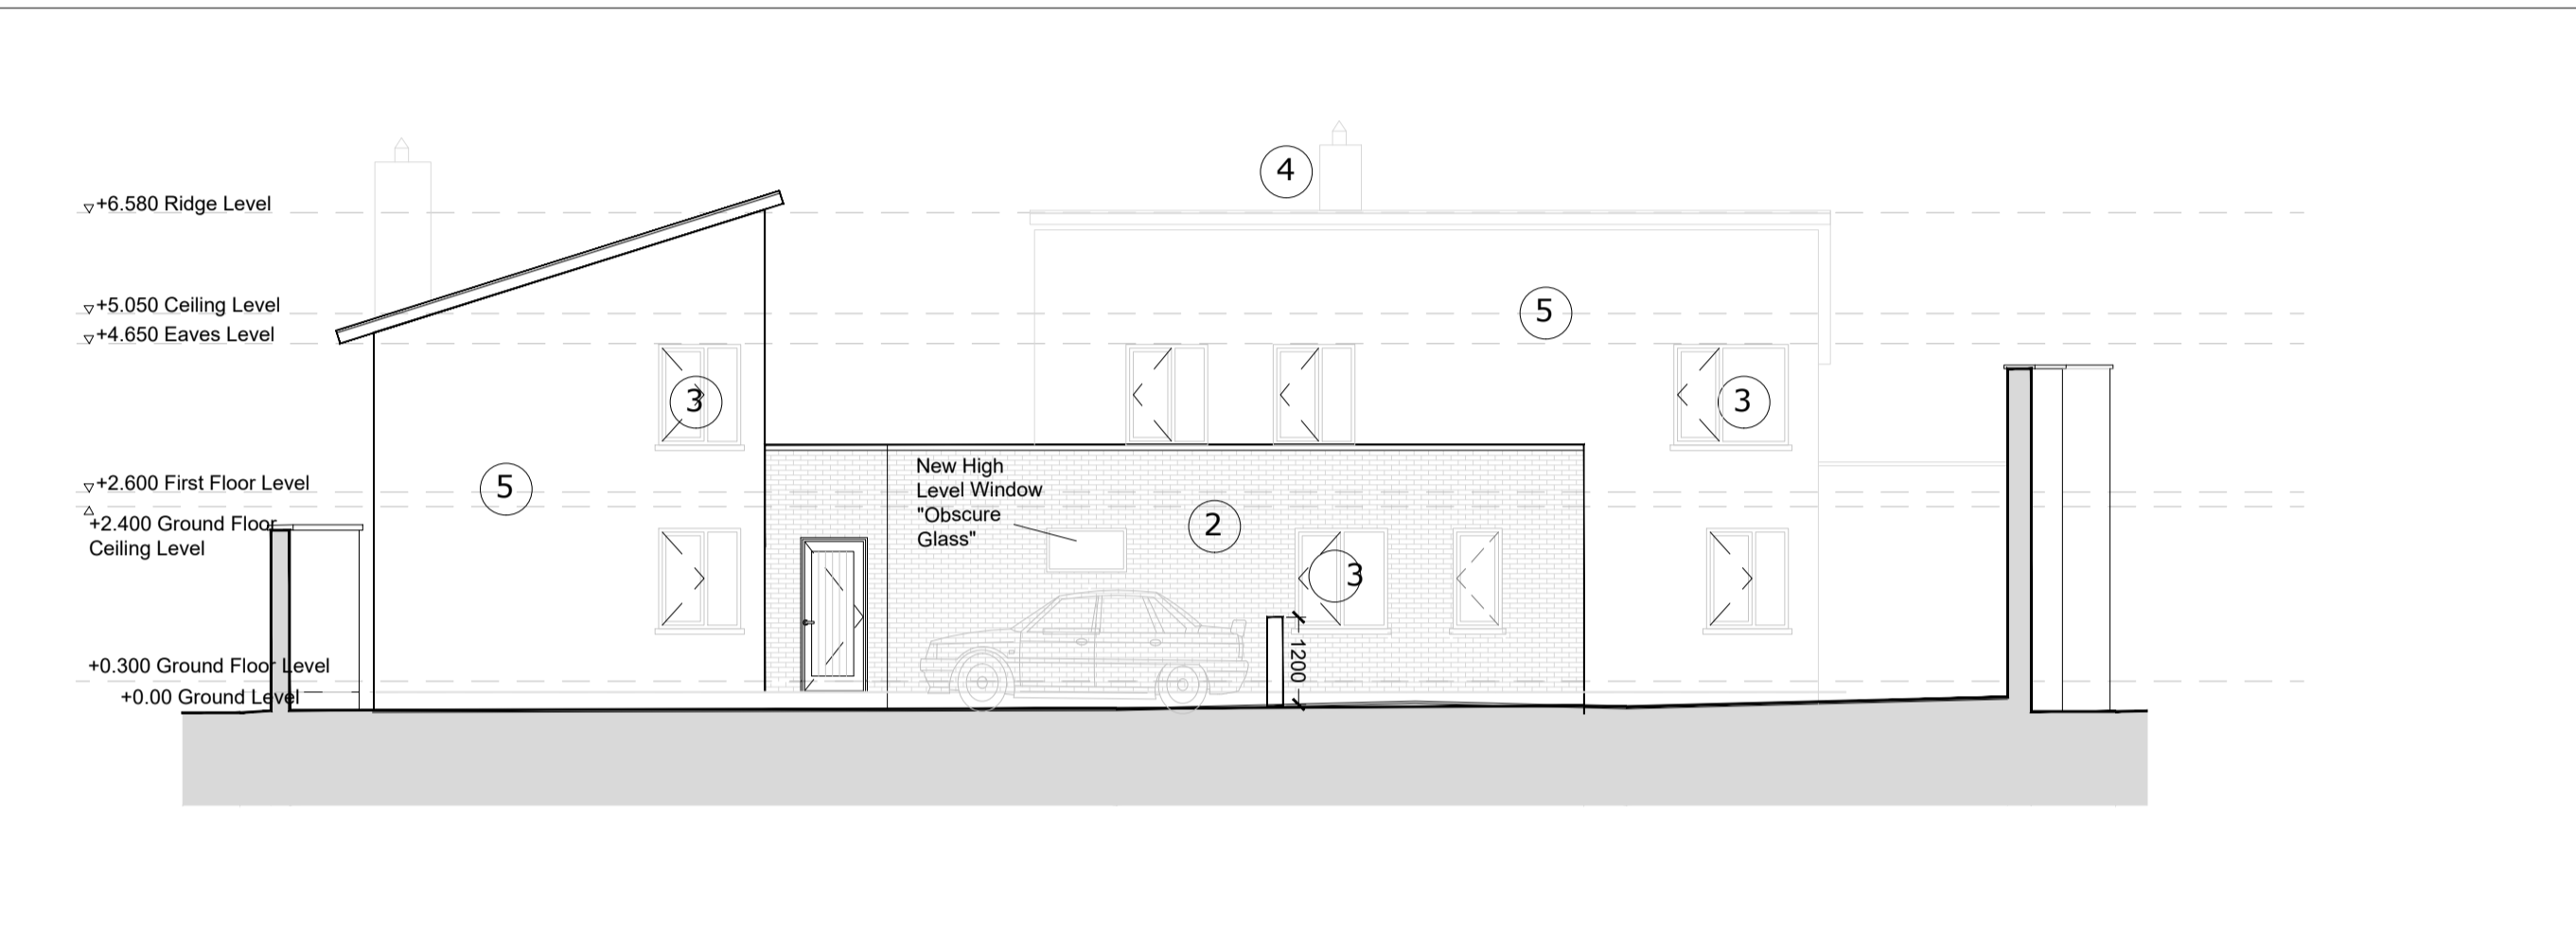 4
+6.580 Ridge Level
+5.050 Ceiling Level
5
+4.650 Eaves Level
3
3
New High
Level Window
"Obscure
Glass"
+2.600 First Floor Level
5
2
+2.400 Ground Floor
Ceiling Level
3
1200
+0.300 Ground Floor Level
+0.00 Ground Level